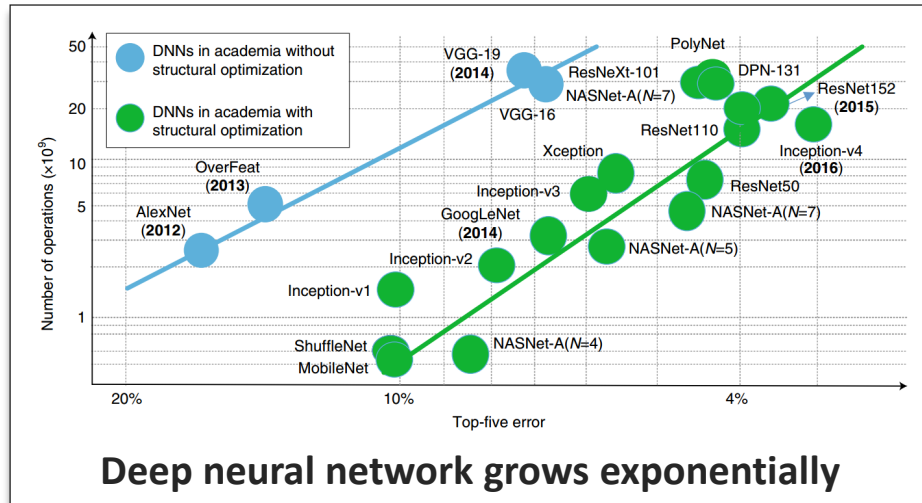 DNNs in academia without
structural optimization
DNNs in academia with
structural optimization
Number of operations (×10⁹)
50
20
10
5
1
VGG-19
(2014)
VGG-16
ResNeXt-101
NASNet-A(N=7)
PolyNet
DPN-131
ResNet152
(2015)
ResNet110
Inception-v4
(2016)
OverFeat
(2013)
AlexNet
(2012)
Xception
Inception-v3
ResNet50
NASNet-A(N=7)
GoogLeNet
(2014)
NASNet-A(N=5)
Inception-v2
Inception-v1
ShuffleNet
MobileNet
NASNet-A(N=4)
20%
10%
4%
Top-five error
Deep neural network grows exponentially